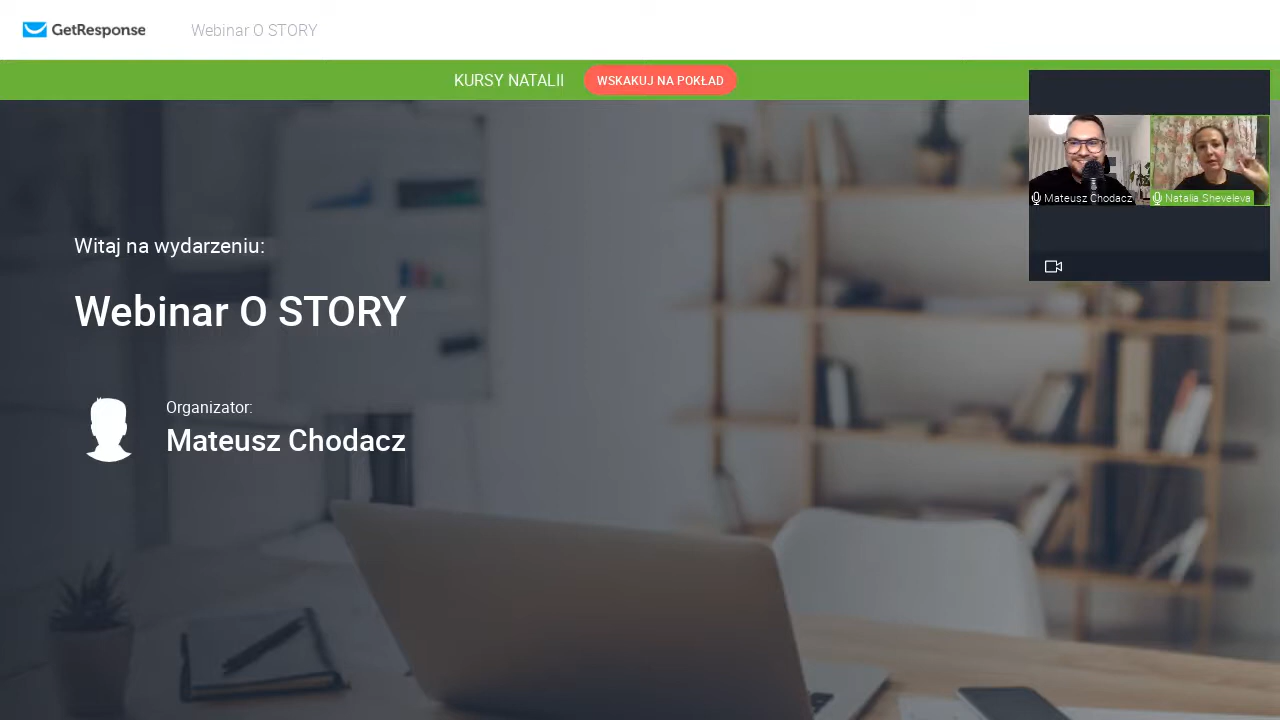 GetResponse
Webinar O STORY
KURSY NATALII
WSKAKUJ NA POKŁAD
Mateusz Chodacz
Natalia Sheveleva
Witaj na wydarzeniu:
Webinar O STORY
Organizator:
Mateusz Chodacz